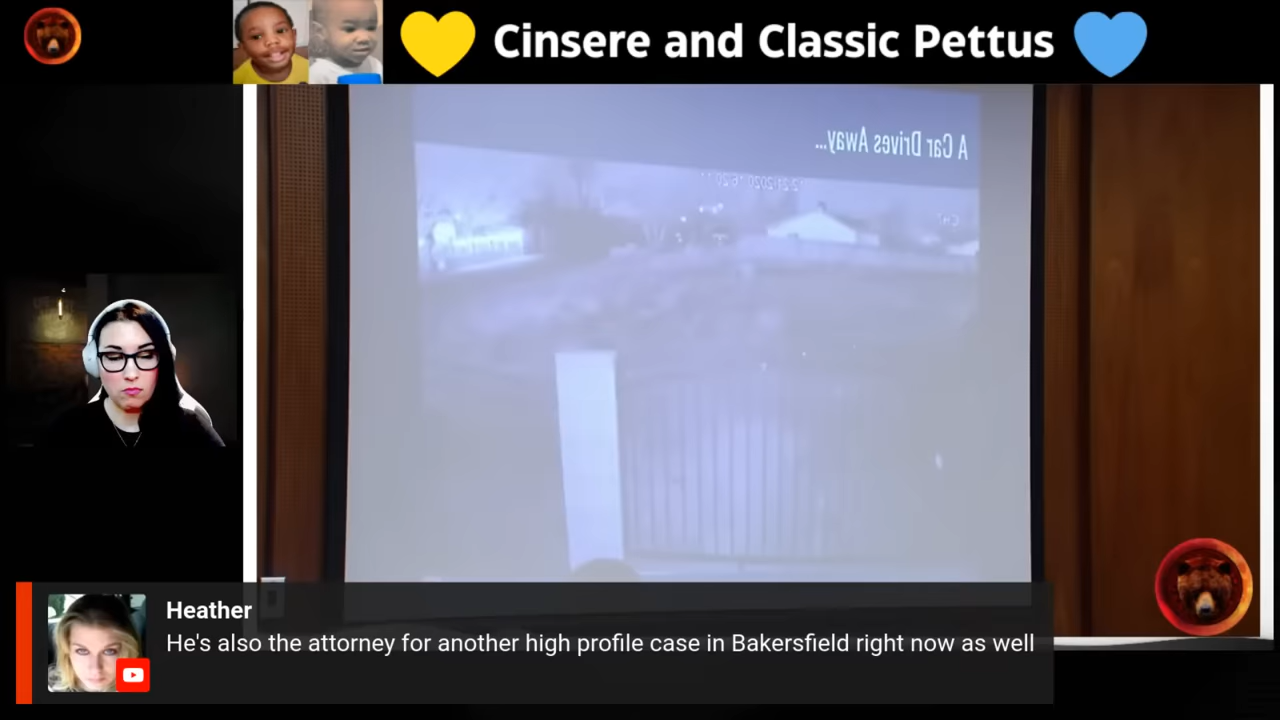 Cinsere and Classic Pettus
A Car Drives Away...
Heather
He's also the attorney for another high profile case in Bakersfield right now as well